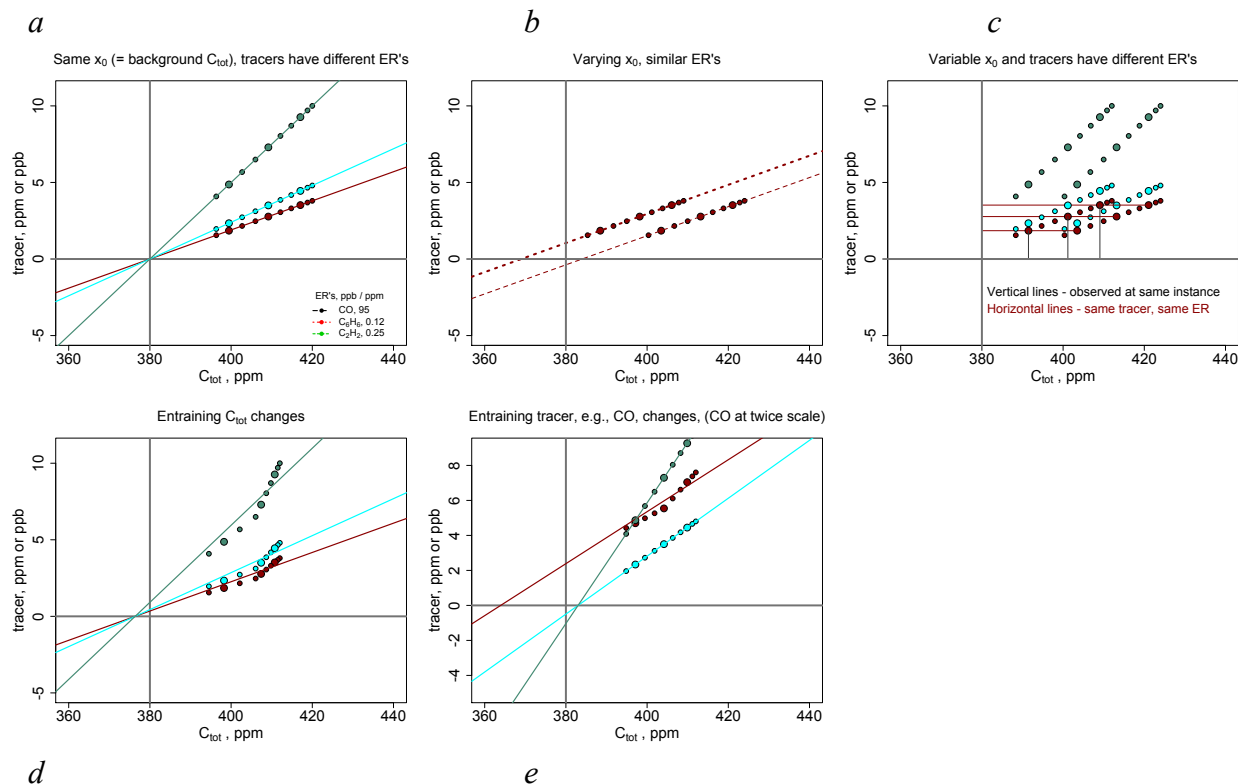 a
b
c
Same x₀ (= background Cₜₒₜ), tracers have different ER's
Varying x₀, similar ER's
Variable x₀ and tracers have different ER's
tracer, ppm or ppb
10
5
0
-5
ER's, ppb / ppm
CO, 95
C₆H₆, 0.12
C₂H₂, 0.25
360 380 400 420 440
Cₜₒₜ , ppm
tracer, ppm or ppb
10
5
0
-5
360 380 400 420 440
Cₜₒₜ , ppm
tracer, ppm or ppb
10
5
0
-5
Vertical lines - observed at same instance
Horizontal lines - same tracer, same ER
360 380 400 420 440
Cₜₒₜ , ppm
Entraining Cₜₒₜ changes
Entraining tracer, e.g., CO, changes, (CO at twice scale)
tracer, ppm or ppb
10
5
0
-5
360 380 400 420 440
Cₜₒₜ , ppm
tracer, ppm or ppb
8
6
4
2
0
-2
-4
360 380 400 420 440
Cₜₒₜ , ppm
d
e